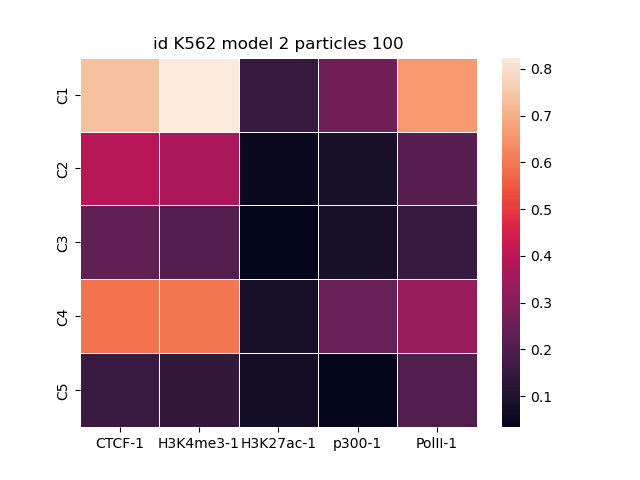 id K562 model 2 particles 100
C1
C2
C3
C4
C5
CTCF-1 H3K4me3-1 H3K27ac-1 p300-1 PolII-1
0.8
0.7
0.6
0.5
0.4
0.3
0.2
0.1